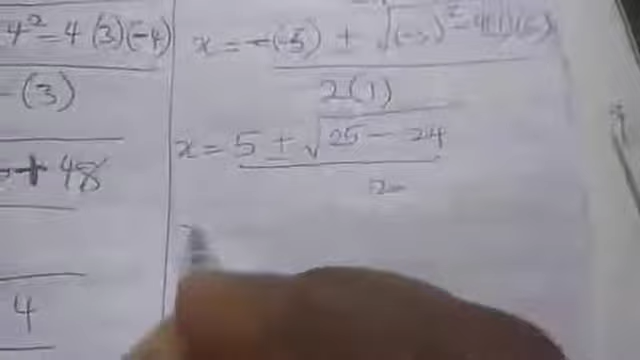 4² - 4(3)(-4)
(3)
+ 48
4
x = -(-5) ± √(-5)² - 4(1)(6)
2(1)
x = 5 ± √25 - 24
2